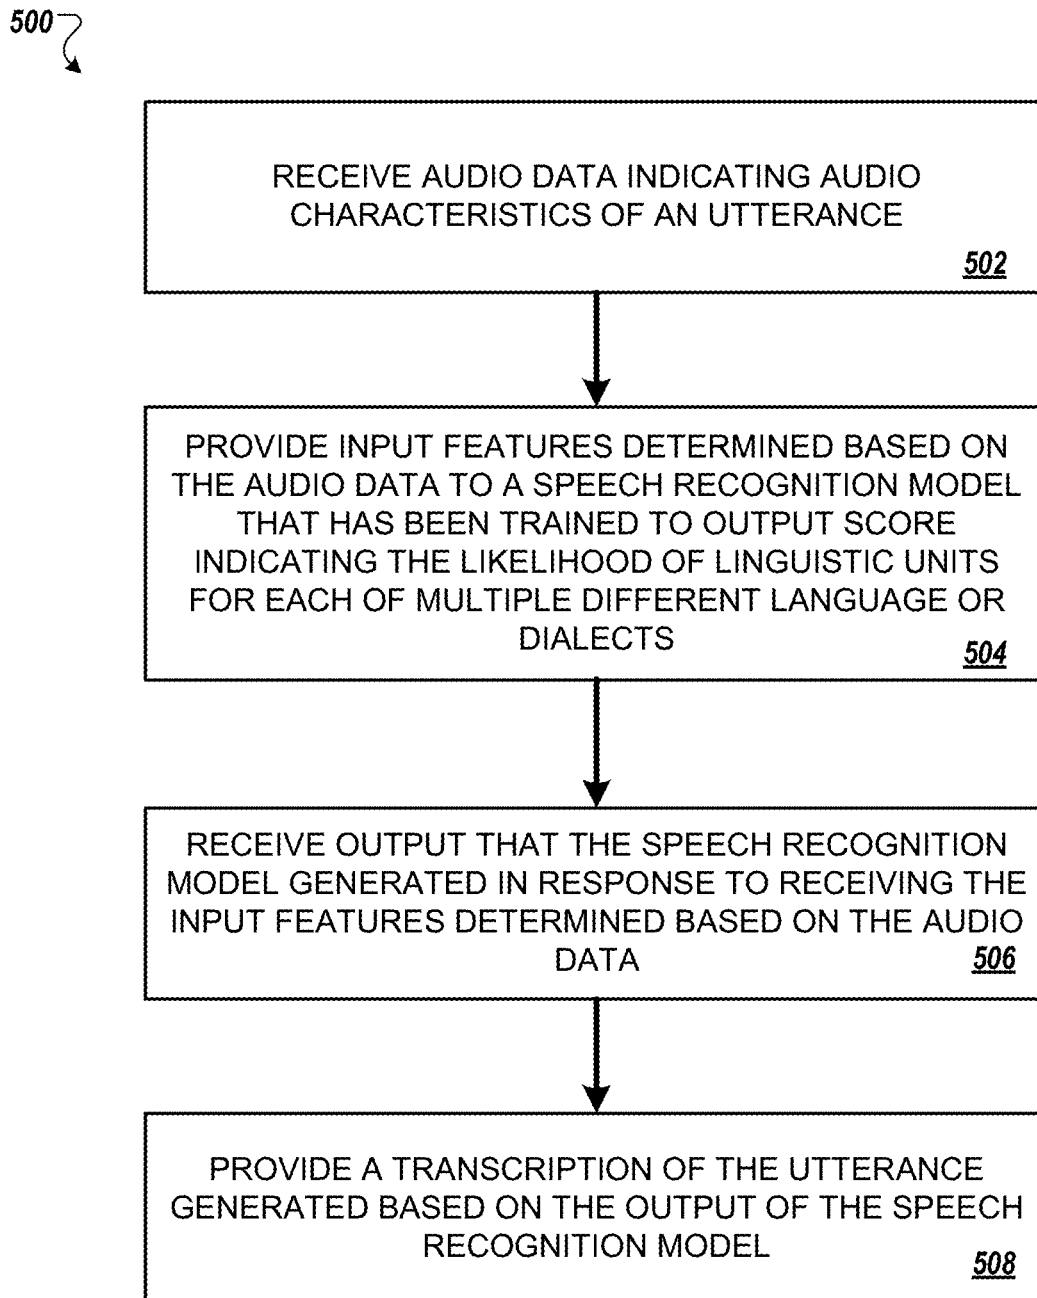 500
RECEIVE AUDIO DATA INDICATING AUDIO
CHARACTERISTICS OF AN UTTERANCE
502
PROVIDE INPUT FEATURES DETERMINED BASED ON
THE AUDIO DATA TO A SPEECH RECOGNITION MODEL
THAT HAS BEEN TRAINED TO OUTPUT SCORE
INDICATING THE LIKELIHOOD OF LINGUISTIC UNITS
FOR EACH OF MULTIPLE DIFFERENT LANGUAGE OR
DIALECTS
504
RECEIVE OUTPUT THAT THE SPEECH RECOGNITION
MODEL GENERATED IN RESPONSE TO RECEIVING THE
INPUT FEATURES DETERMINED BASED ON THE AUDIO
DATA
506
PROVIDE A TRANSCRIPTION OF THE UTTERANCE
GENERATED BASED ON THE OUTPUT OF THE SPEECH
RECOGNITION MODEL
508